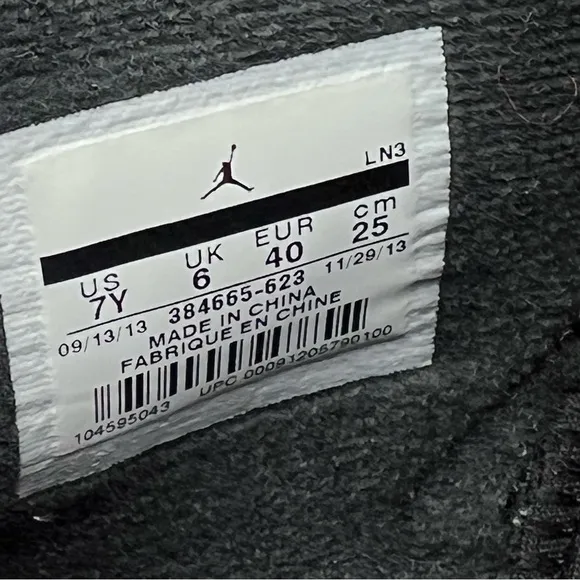 LN3
US UK EUR cm
7Y 6 40 25
09/13/13 384665-623 11/29/13
MADE IN CHINA
FABRIQUE EN CHINE
104595043 UPC 00091205790100